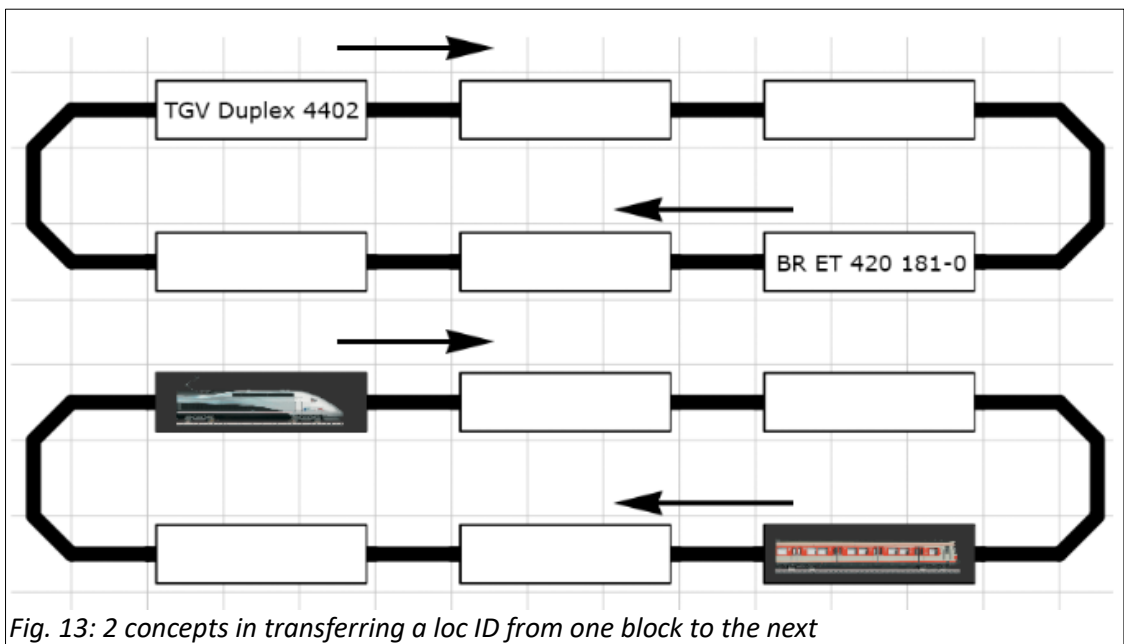 TGV Duplex 4402
BR ET 420 181-0
Fig. 13: 2 concepts in transferring a loc ID from one block to the next